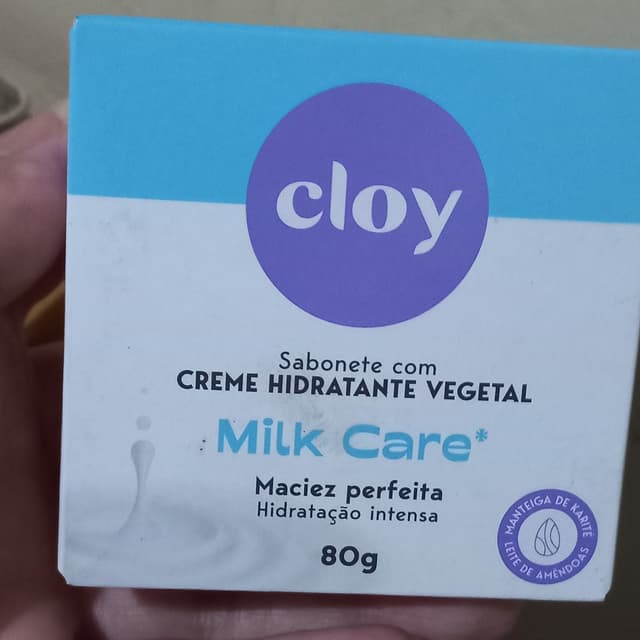 cloy
Sabonete com
CREME HIDRATANTE VEGETAL
Milk Care*
Maciez perfeita
Hidratação intensa
80g
MANTEIGA DE KARITÉ
LEITE DE AMÊNDOAS